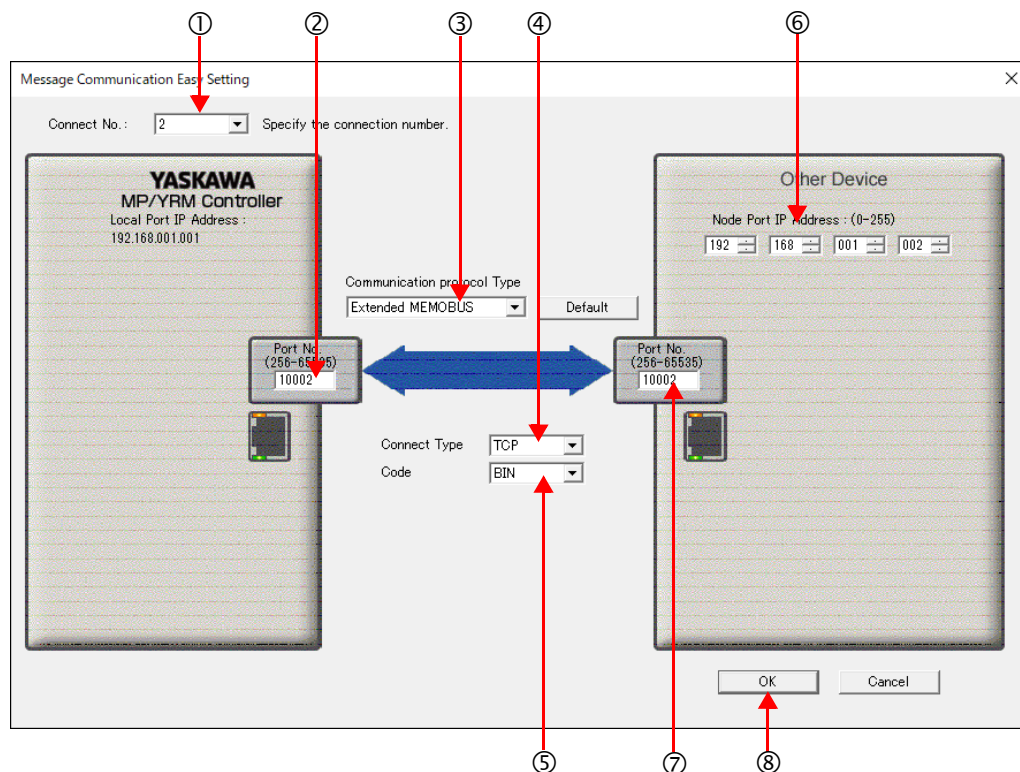 ① ② ③ ④ ⑥
Message Communication Easy Setting
Connect No.: 2 Specify the connection number.
YASKAWA
MP/YRM Controller
Local Port IP Address :
192.168.001.001
Other Device
Node Port IP Address : (0-255)
192 168 001 002
Communication protocol Type
Extended MEMOBUS Default
Port No.
(256-65535)
10002
Port No.
(256-65535)
10002
Connect Type TCP
Code BIN
OK Cancel
⑤ ⑦ ⑧